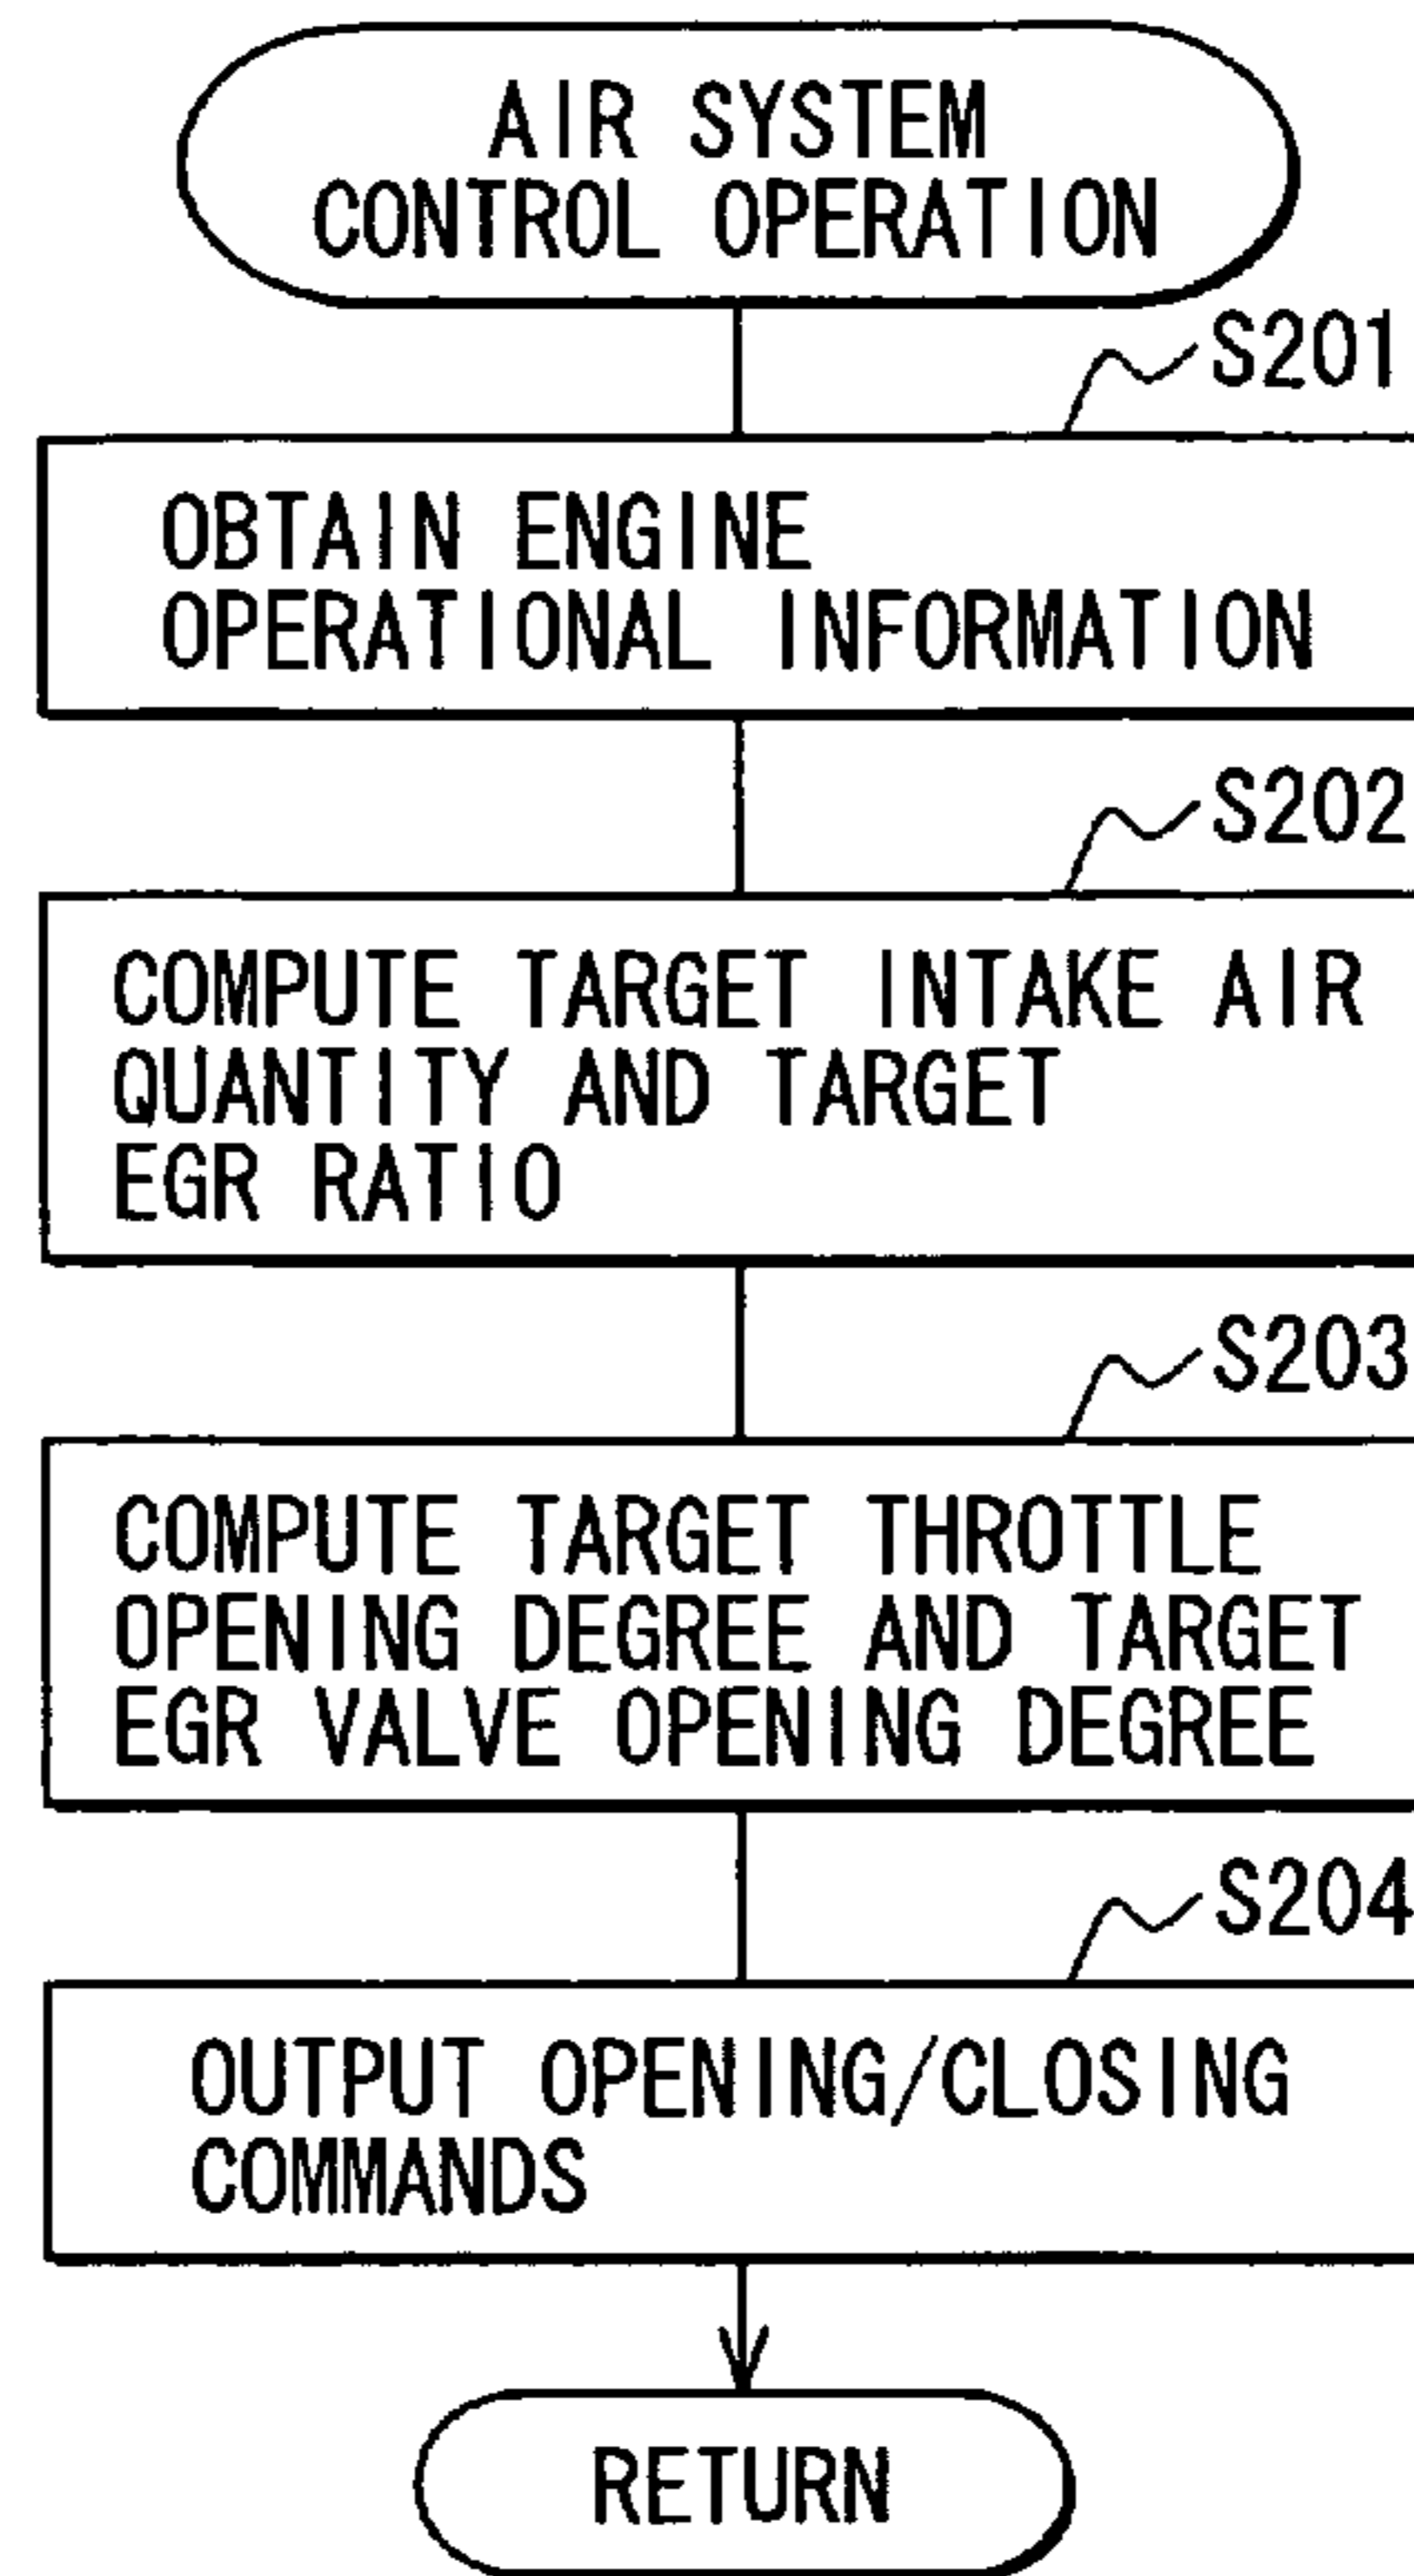 AIR SYSTEM
CONTROL OPERATION
S201
OBTAIN ENGINE
OPERATIONAL INFORMATION
S202
COMPUTE TARGET INTAKE AIR
QUANTITY AND TARGET
EGR RATIO
S203
COMPUTE TARGET THROTTLE
OPENING DEGREE AND TARGET
EGR VALVE OPENING DEGREE
S204
OUTPUT OPENING/CLOSING
COMMANDS
RETURN